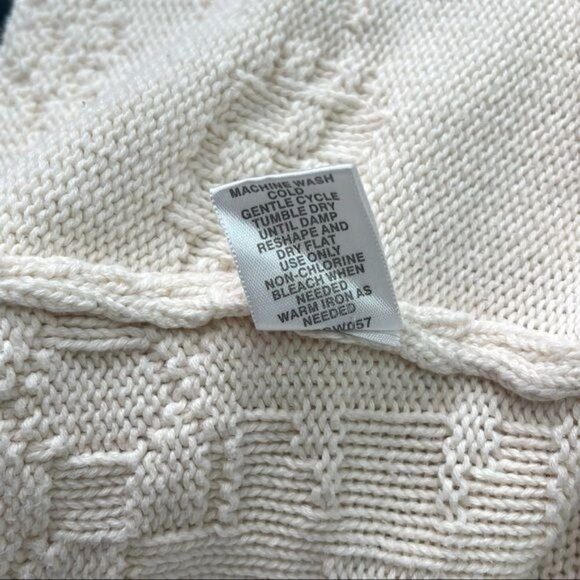 MACHINE WASH
COLD
GENTLE CYCLE
TUMBLE DRY
UNTIL DAMP
RESHAPE AND
DRY FLAT
USE ONLY
NON-CHLORINE
BLEACH WHEN
NEEDED
WARM IRON AS
NEEDED